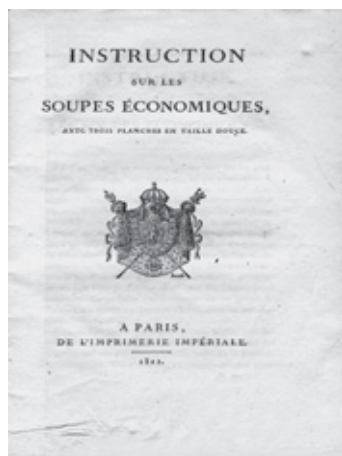 INSTRUCTION
SUR LES
SOUPES ÉCONOMIQUES,
AVEC TROIS PLANCHES EN TAILLE DOUCE.
A PARIS,
DE L'IMPRIMERIE IMPÉRIALE.